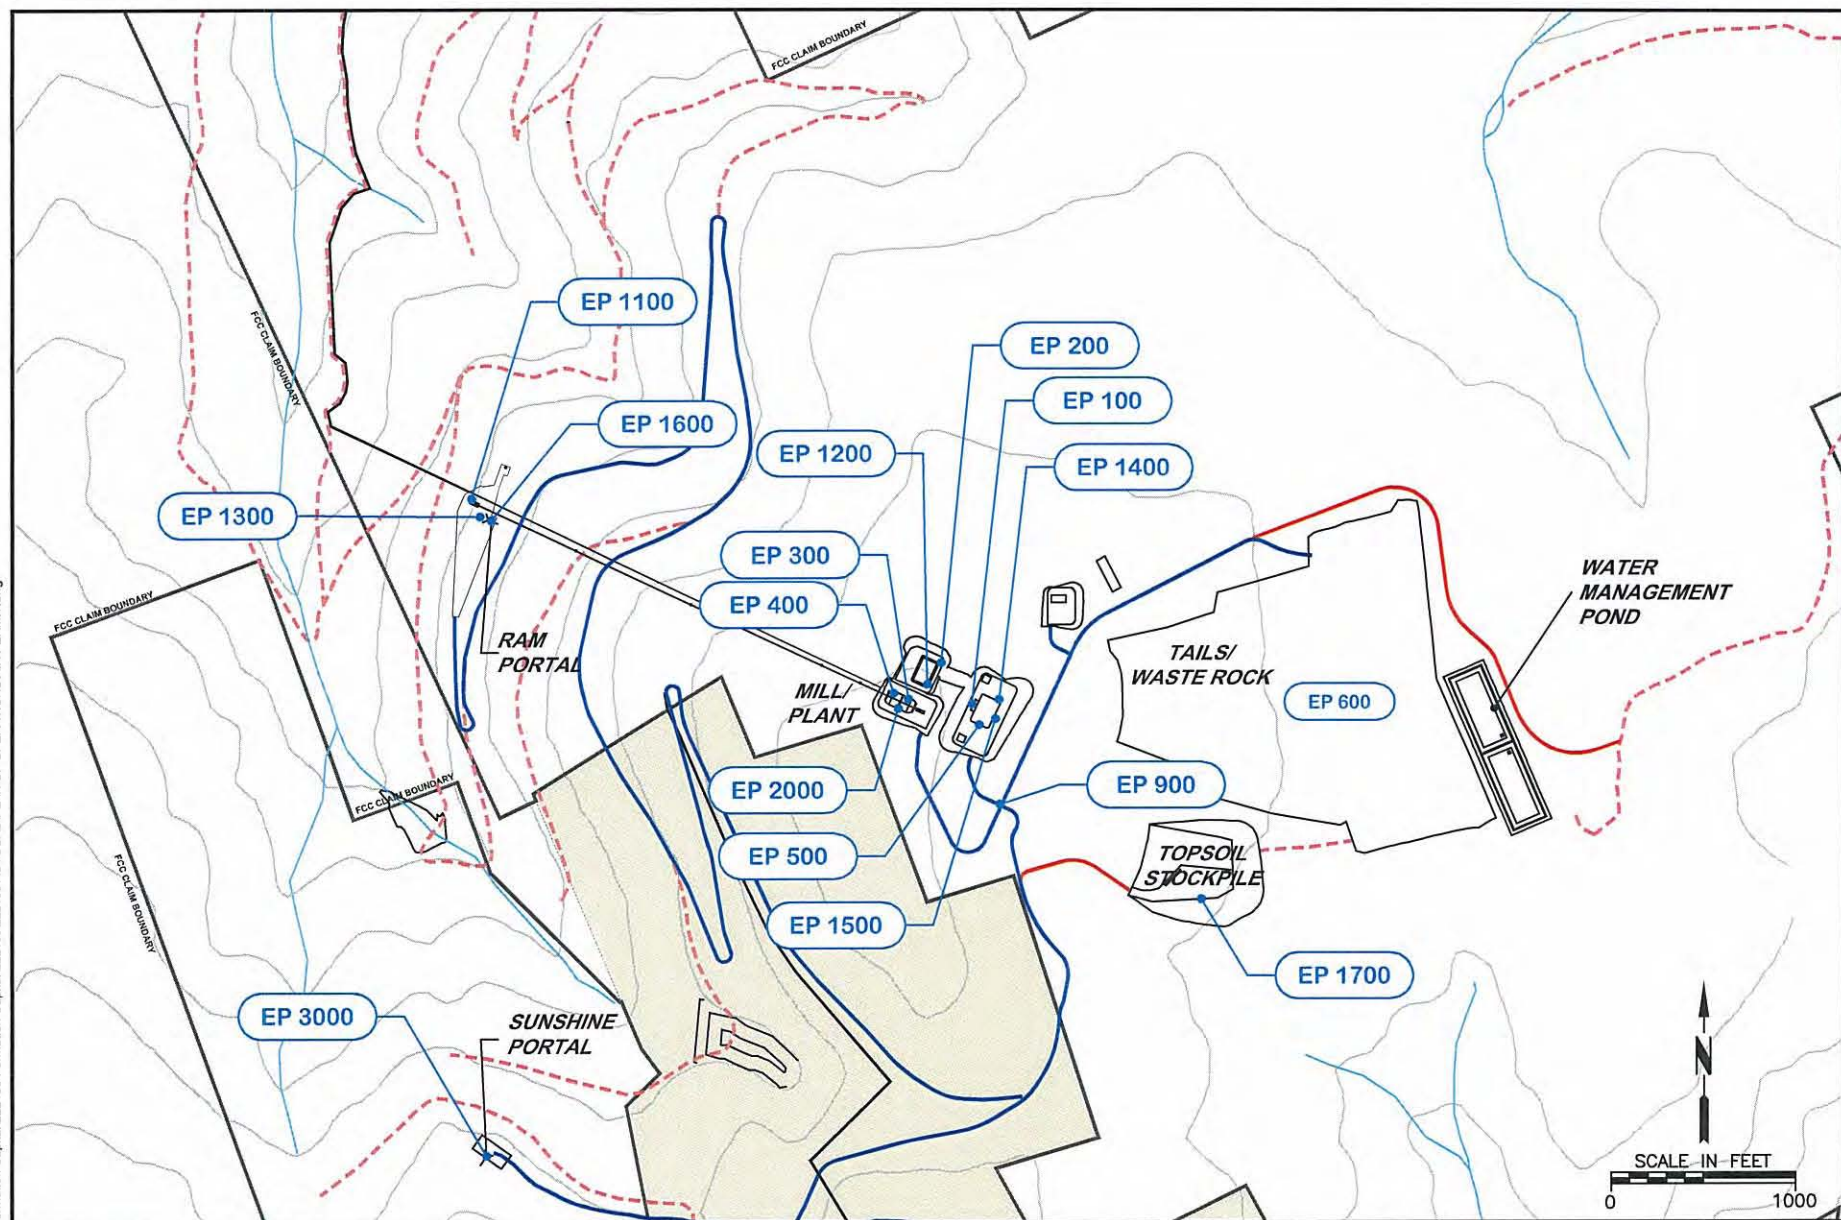 FCC CLAIM BOUNDARY
EP 1100
FCC CLAIM BOUNDARY
EP 200
EP 100
EP 1600
EP 1200
EP 1400
EP 1300
EP 300
EP 400
WATER
MANAGEMENT
POND
FCC CLAIM BOUNDARY
RAM
PORTAL
TAILS/
WASTE ROCK
MILL/
PLANT
EP 600
FCC CLAIM BOUNDARY
EP 2000
EP 900
EP 500
TOPSOIL
STOCKPILE
FCC CLAIM BOUNDARY
EP 1500
EP 1700
EP 3000
SUNSHINE
PORTAL
N
SCALE IN FEET
0 1000